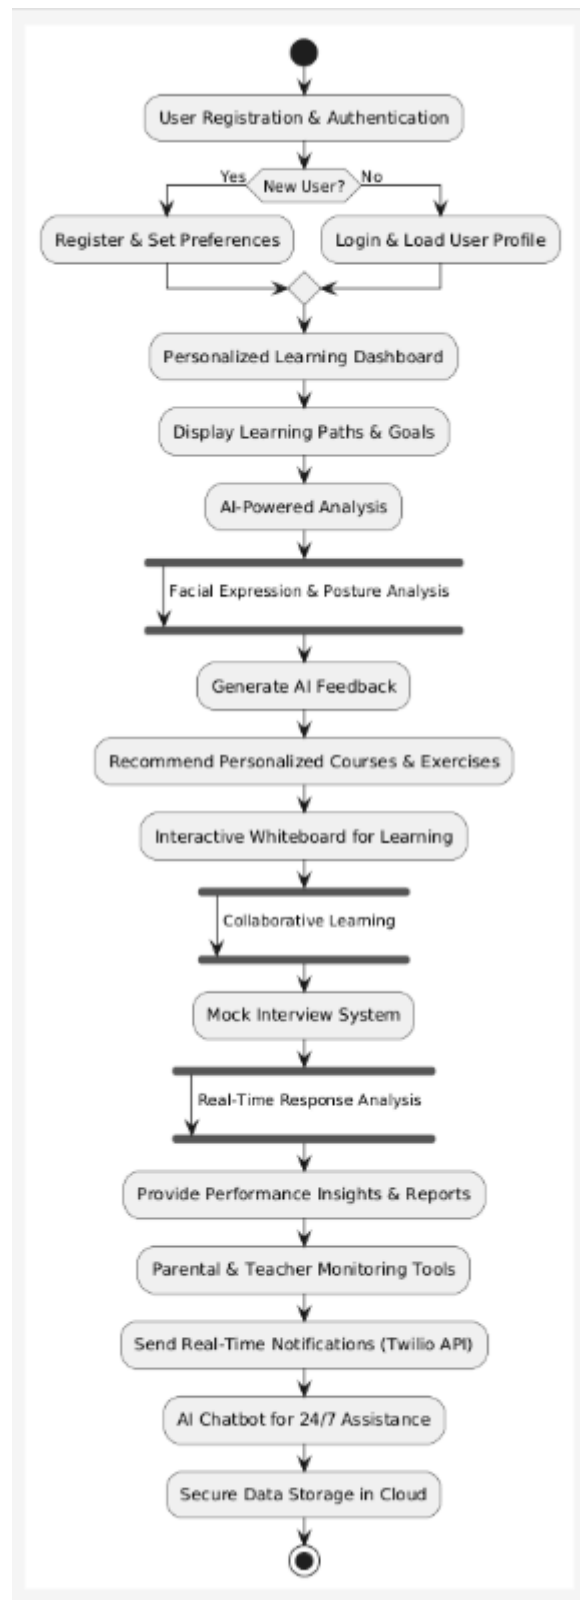 User Registration & Authentication
Yes
New User?
No
Register & Set Preferences
Login & Load User Profile
Personalized Learning Dashboard
Display Learning Paths & Goals
AI-Powered Analysis
Facial Expression & Posture Analysis
Generate AI Feedback
Recommend Personalized Courses & Exercises
Interactive Whiteboard for Learning
Collaborative Learning
Mock Interview System
Real-Time Response Analysis
Provide Performance Insights & Reports
Parental & Teacher Monitoring Tools
Send Real-Time Notifications (Twilio API)
AI Chatbot for 24/7 Assistance
Secure Data Storage in Cloud